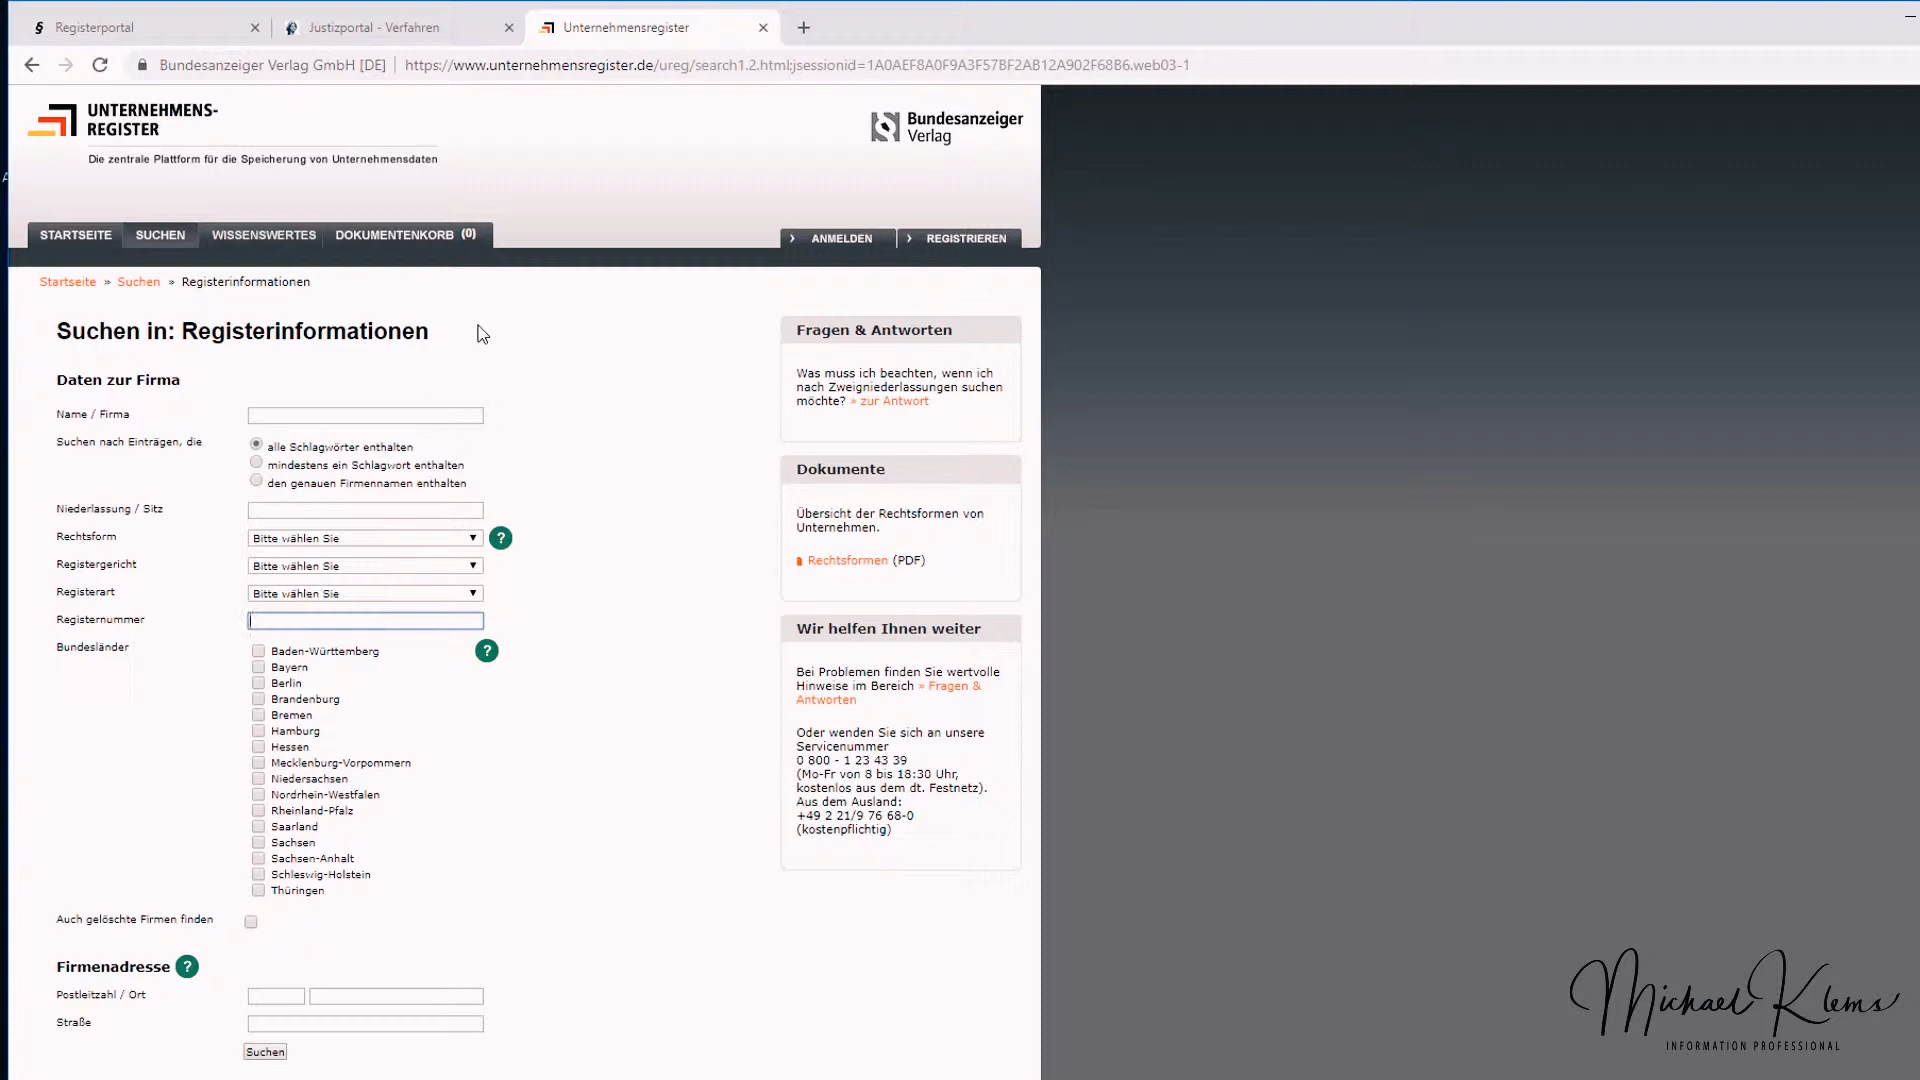 Registerportal
Justizportal - Verfahren
Unternehmensregister
Bundesanzeiger Verlag GmbH [DE]
https://www.unternehmensregister.de/ureg/search1.2.html;jsessionid=1A0AEF8A0F9A3F57BF2AB12A902F68B6.web03-1
UNTERNEHMENS-
REGISTER
Die zentrale Plattform für die Speicherung von Unternehmensdaten
Bundesanzeiger
Verlag
STARTSEITE
SUCHEN
WISSENSWERTES
DOKUMENTENKORB (0)
ANMELDEN
REGISTRIEREN
Startseite » Suchen » Registerinformationen
Suchen in: Registerinformationen
Daten zur Firma
Name / Firma
Suchen nach Einträgen, die
alle Schlagwörter enthalten
mindestens ein Schlagwort enthalten
den genauen Firmennamen enthalten
Niederlassung / Sitz
Rechtsform
Bitte wählen Sie
?
Registergericht
Bitte wählen Sie
Registerart
Bitte wählen Sie
Registernummer
Bundesländer
?
Baden-Württemberg
Bayern
Berlin
Brandenburg
Bremen
Hamburg
Hessen
Mecklenburg-Vorpommern
Niedersachsen
Nordrhein-Westfalen
Rheinland-Pfalz
Saarland
Sachsen
Sachsen-Anhalt
Schleswig-Holstein
Thüringen
Auch gelöschte Firmen finden
Firmenadresse ?
Postleitzahl / Ort
Straße
Suchen
Fragen & Antworten
Was muss ich beachten, wenn ich
nach Zweigniederlassungen suchen
möchte? » zur Antwort
Dokumente
Übersicht der Rechtsformen von
Unternehmen.
Rechtsformen (PDF)
Wir helfen Ihnen weiter
Bei Problemen finden Sie wertvolle
Hinweise im Bereich » Fragen &
Antworten
Oder wenden Sie sich an unsere
Servicenummer
0 800 - 1 23 43 39
(Mo-Fr von 8 bis 18:30 Uhr,
kostenlos aus dem dt. Festnetz).
Aus dem Ausland:
+49 2 21/9 76 68-0
(kostenpflichtig)
Michael Klems
INFORMATION PROFESSIONAL